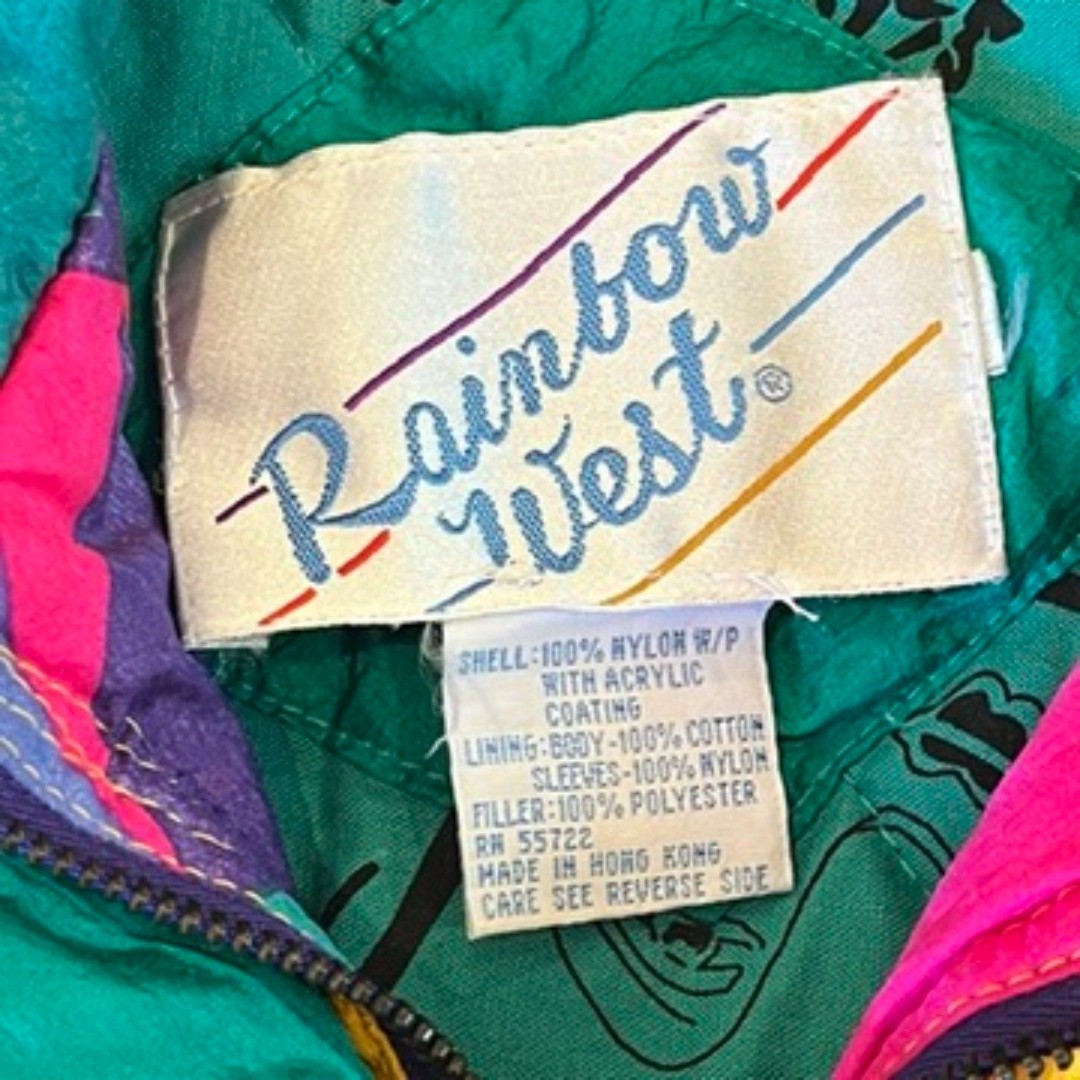 Rainbow
West®
SHELL:100% NYLON W/P
WITH ACRYLIC
COATING
LINING:BODY-100% COTTON
SLEEVES-100% NYLON
FILLER:100% POLYESTER
RN 55722
MADE IN HONG KONG
CARE SEE REVERSE SIDE